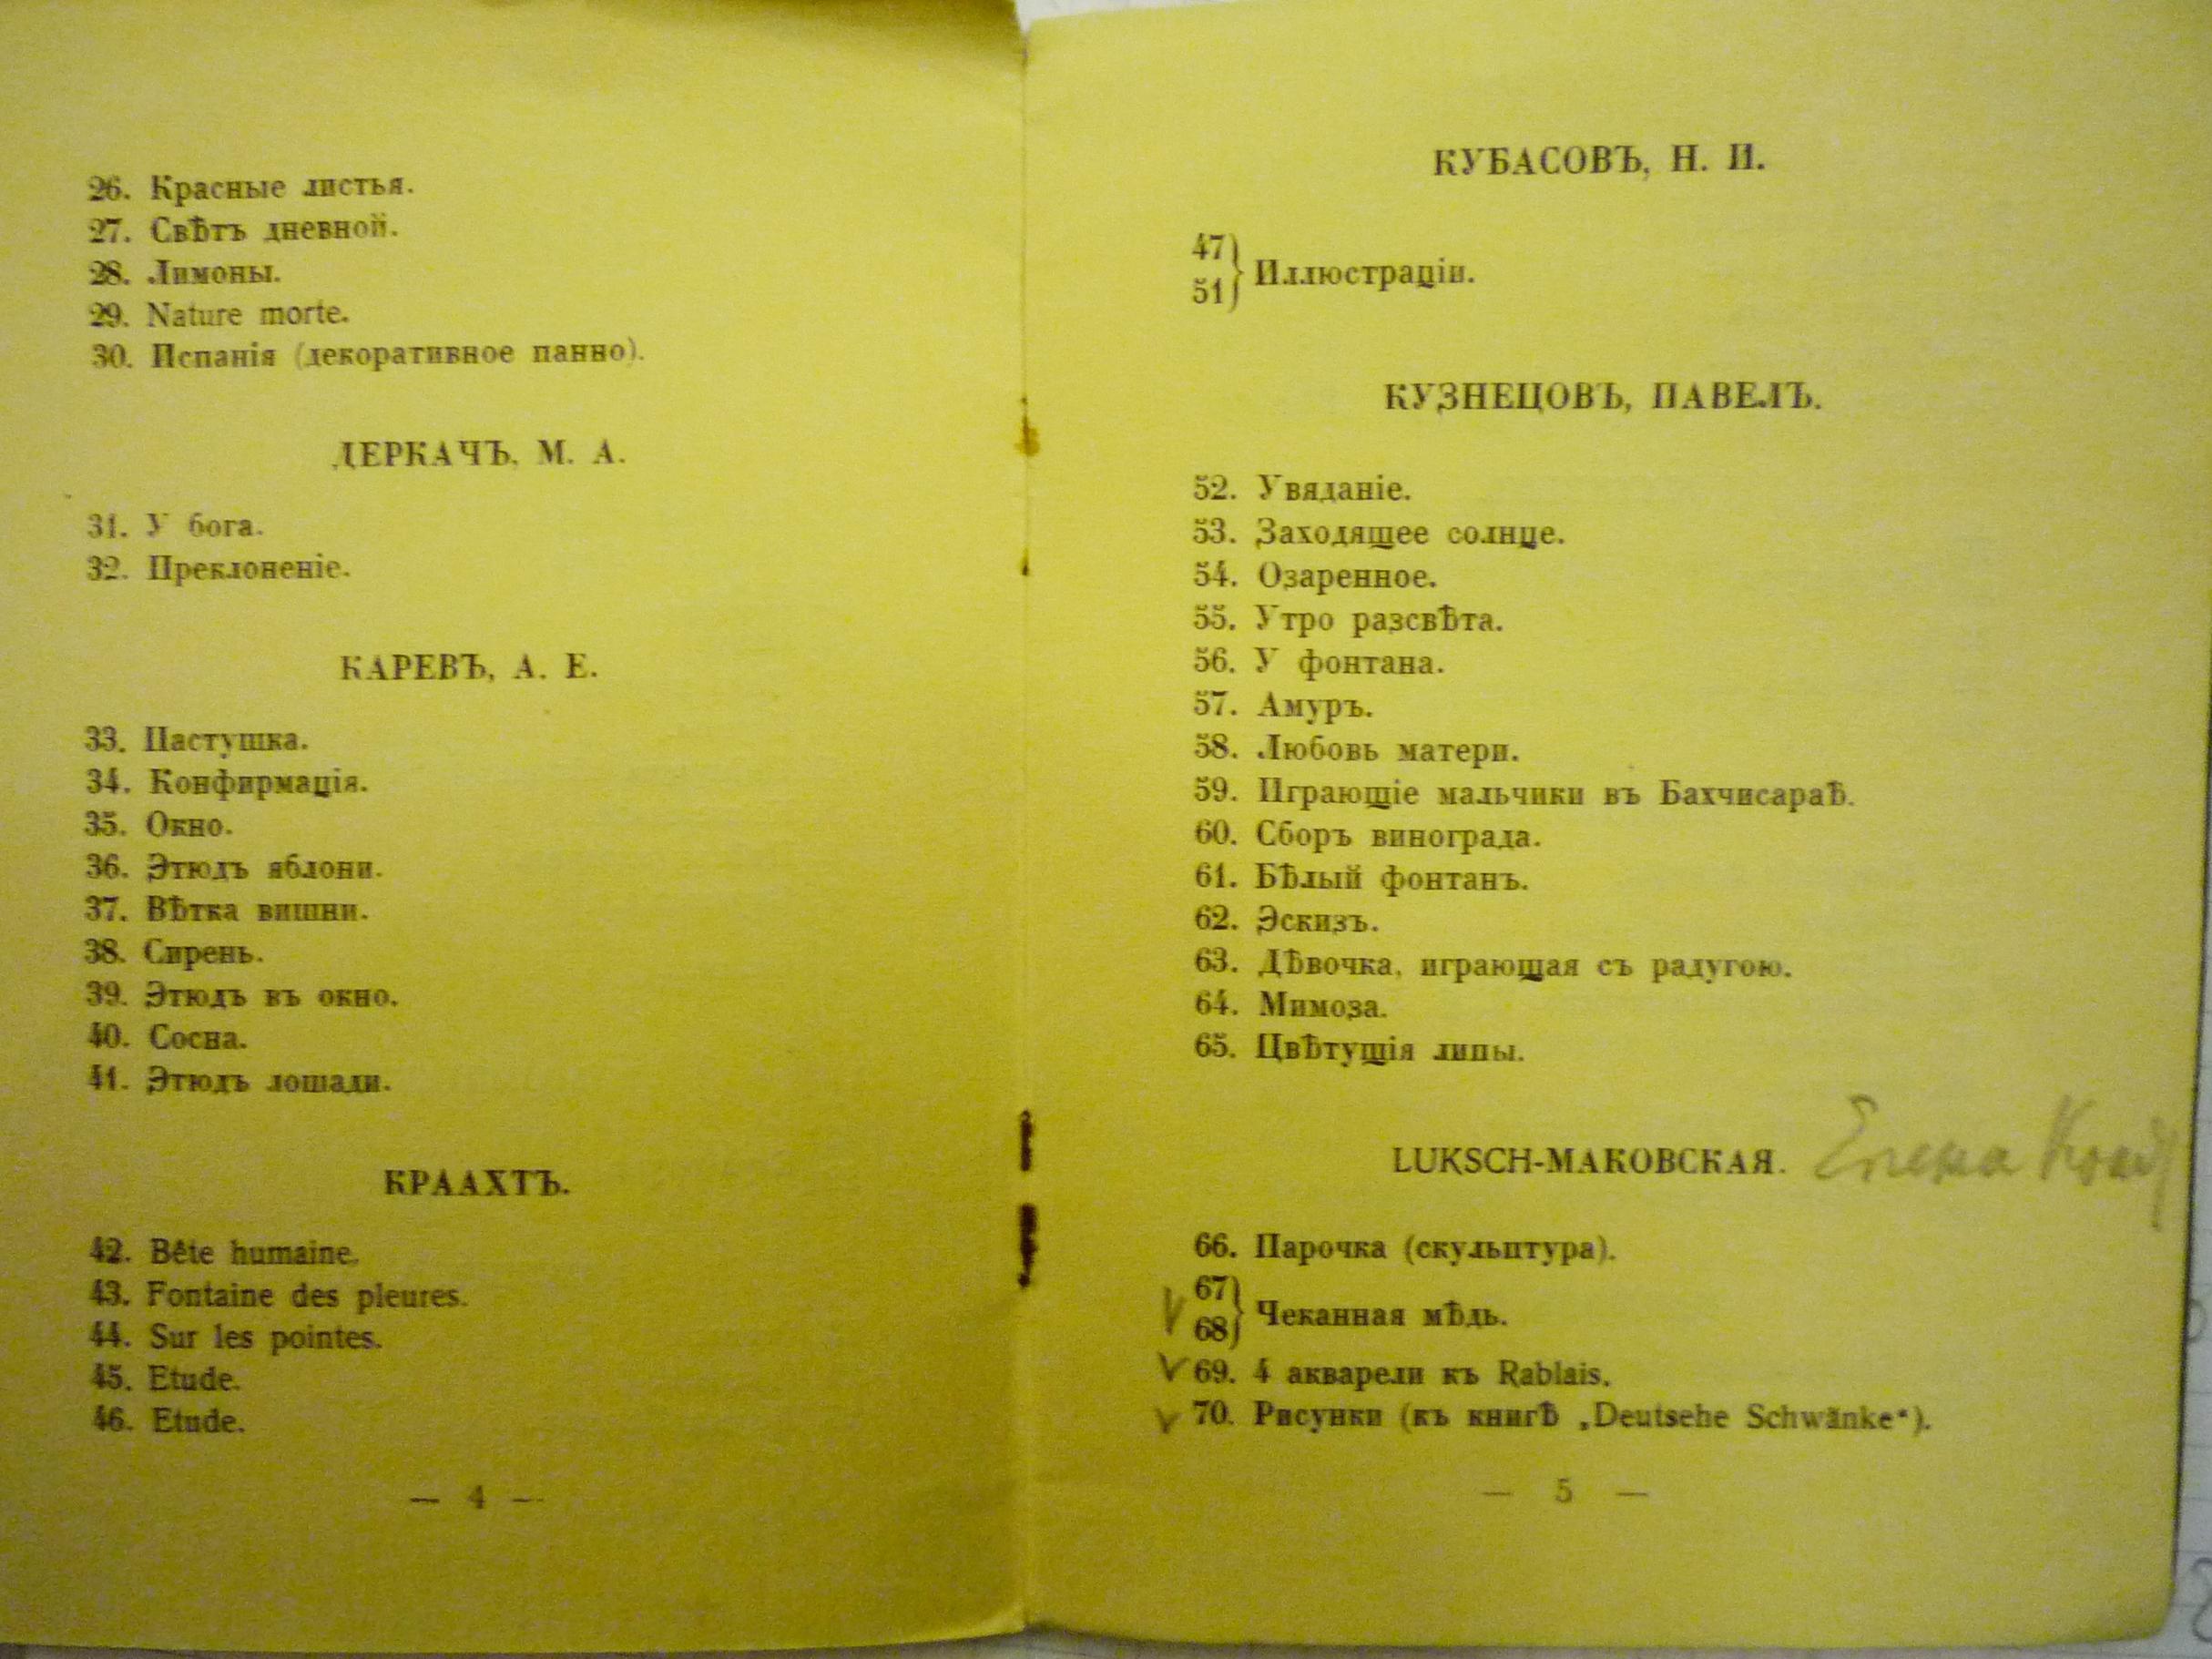 26. Красные листья.
27. Свѣтъ дневной.
28. Лимоны.
29. Nature morte.
30. Испанія (декоративное панно).
ДЕРКАЧЪ, М. А.
31. У бога.
32. Преклоненіе.
КАРЕВЪ, А. Е.
33. Пастушка.
34. Конфирмація.
35. Окно.
36. Этюдъ яблони.
37. Вѣтка вишни.
38. Сирень.
39. Этюдъ въ окно.
40. Сосна.
41. Этюдъ лошади.
КРААХТЪ.
42. Bête humaine.
43. Fontaine des pleures.
44. Sur les pointes.
45. Etude.
46. Etude.
— 4 —
КУБАСОВЪ, Н. И.
47
51} Иллюстраціи.
КУЗНЕЦОВЪ, ПАВЕЛЪ.
52. Увяданіе.
53. Заходящее солнце.
54. Озаренное.
55. Утро разсвѣта.
56. У фонтана.
57. Амуръ.
58. Любовь матери.
59. Играющіе мальчики въ Бахчисараѣ.
60. Сборъ винограда.
61. Бѣлый фонтанъ.
62. Эскизъ.
63. Дѣвочка, играющая съ радугою.
64. Мимоза.
65. Цвѣтущія липы.
LUKSCH-МАКОВСКАЯ. Елена
66. Парочка (скульптура).
67
68} Чеканная мѣдь.
69. 4 акварели къ Rablais.
70. Рисунки (къ книгѣ „Deutsehe Schwänke“).
— 5 —